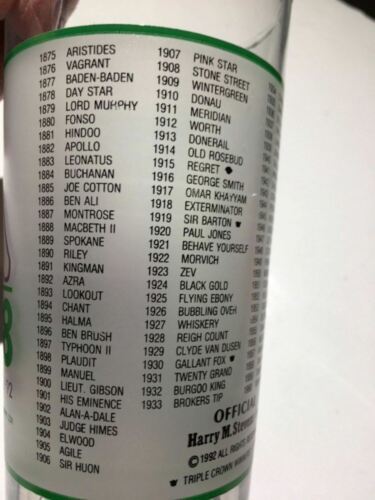 1875 ARISTIDES
1876 VAGRANT
1877 BADEN-BADEN
1878 DAY STAR
1879 LORD MURPHY
1880 FONSO
1881 HINDOO
1882 APOLLO
1883 LEONATUS
1884 BUCHANAN
1885 JOE COTTON
1886 BEN ALI
1887 MONTROSE
1888 MACBETH II
1889 SPOKANE
1890 RILEY
1891 KINGMAN
1892 AZRA
1893 LOOKOUT
1894 CHANT
1895 HALMA
1896 BEN BRUSH
1897 TYPHOON II
1898 PLAUDIT
1899 MANUEL
1900 LIEUT. GIBSON
1901 HIS EMINENCE
1902 ALAN-A-DALE
1903 JUDGE HIMES
1904 ELWOOD
1905 AGILE
1906 SIR HUON
1907 PINK STAR
1908 STONE STREET
1909 WINTERGREEN
1910 DONAU
1911 MERIDIAN
1912 WORTH
1913 DONERAIL
1914 OLD ROSEBUD
1915 REGRET
1916 GEORGE SMITH
1917 OMAR KHAYYAM
1918 EXTERMINATOR
1919 SIR BARTON
1920 PAUL JONES
1921 BEHAVE YOURSELF
1922 MORVICH
1923 ZEV
1924 BLACK GOLD
1925 FLYING EBONY
1926 BUBBLING OVER
1927 WHISKERY
1928 REIGH COUNT
1929 CLYDE VAN DUSEN
1930 GALLANT FOX
1931 TWENTY GRAND
1932 BURGOO KING
1933 BROKERS TIP
OFFICIAL
Harry M. Stevens
© 1992 ALL RIGHTS
TRIPLE CROWN
8